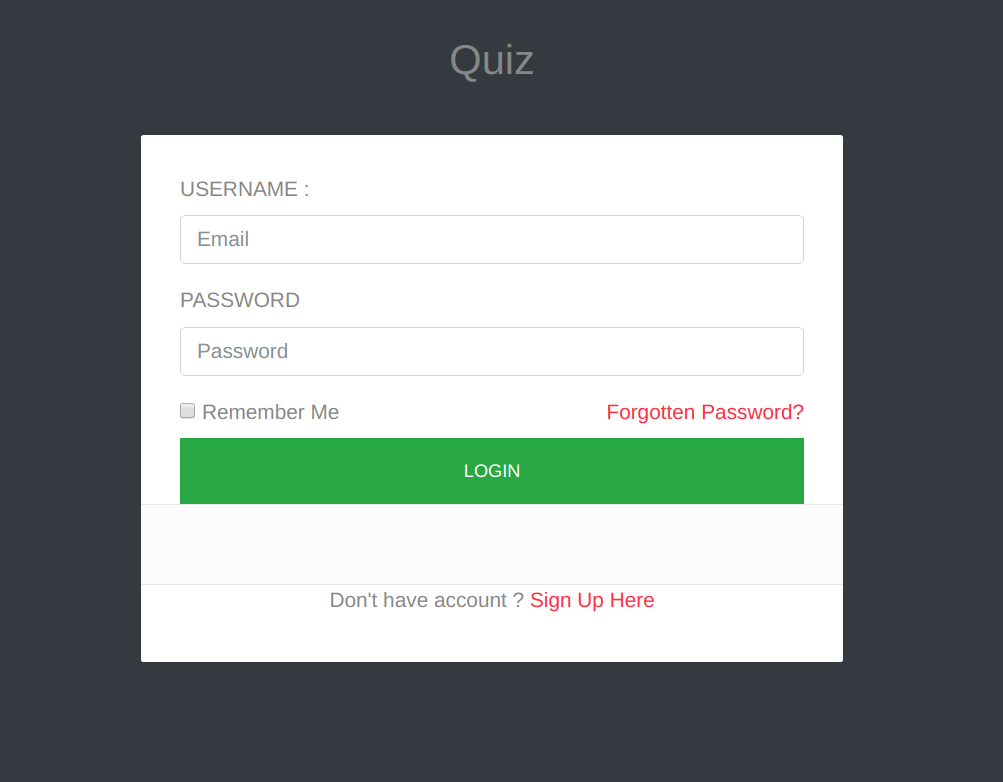 Quiz
USERNAME :
Email
PASSWORD
Password
Remember Me Forgotten Password?
LOGIN
Don't have account ? Sign Up Here